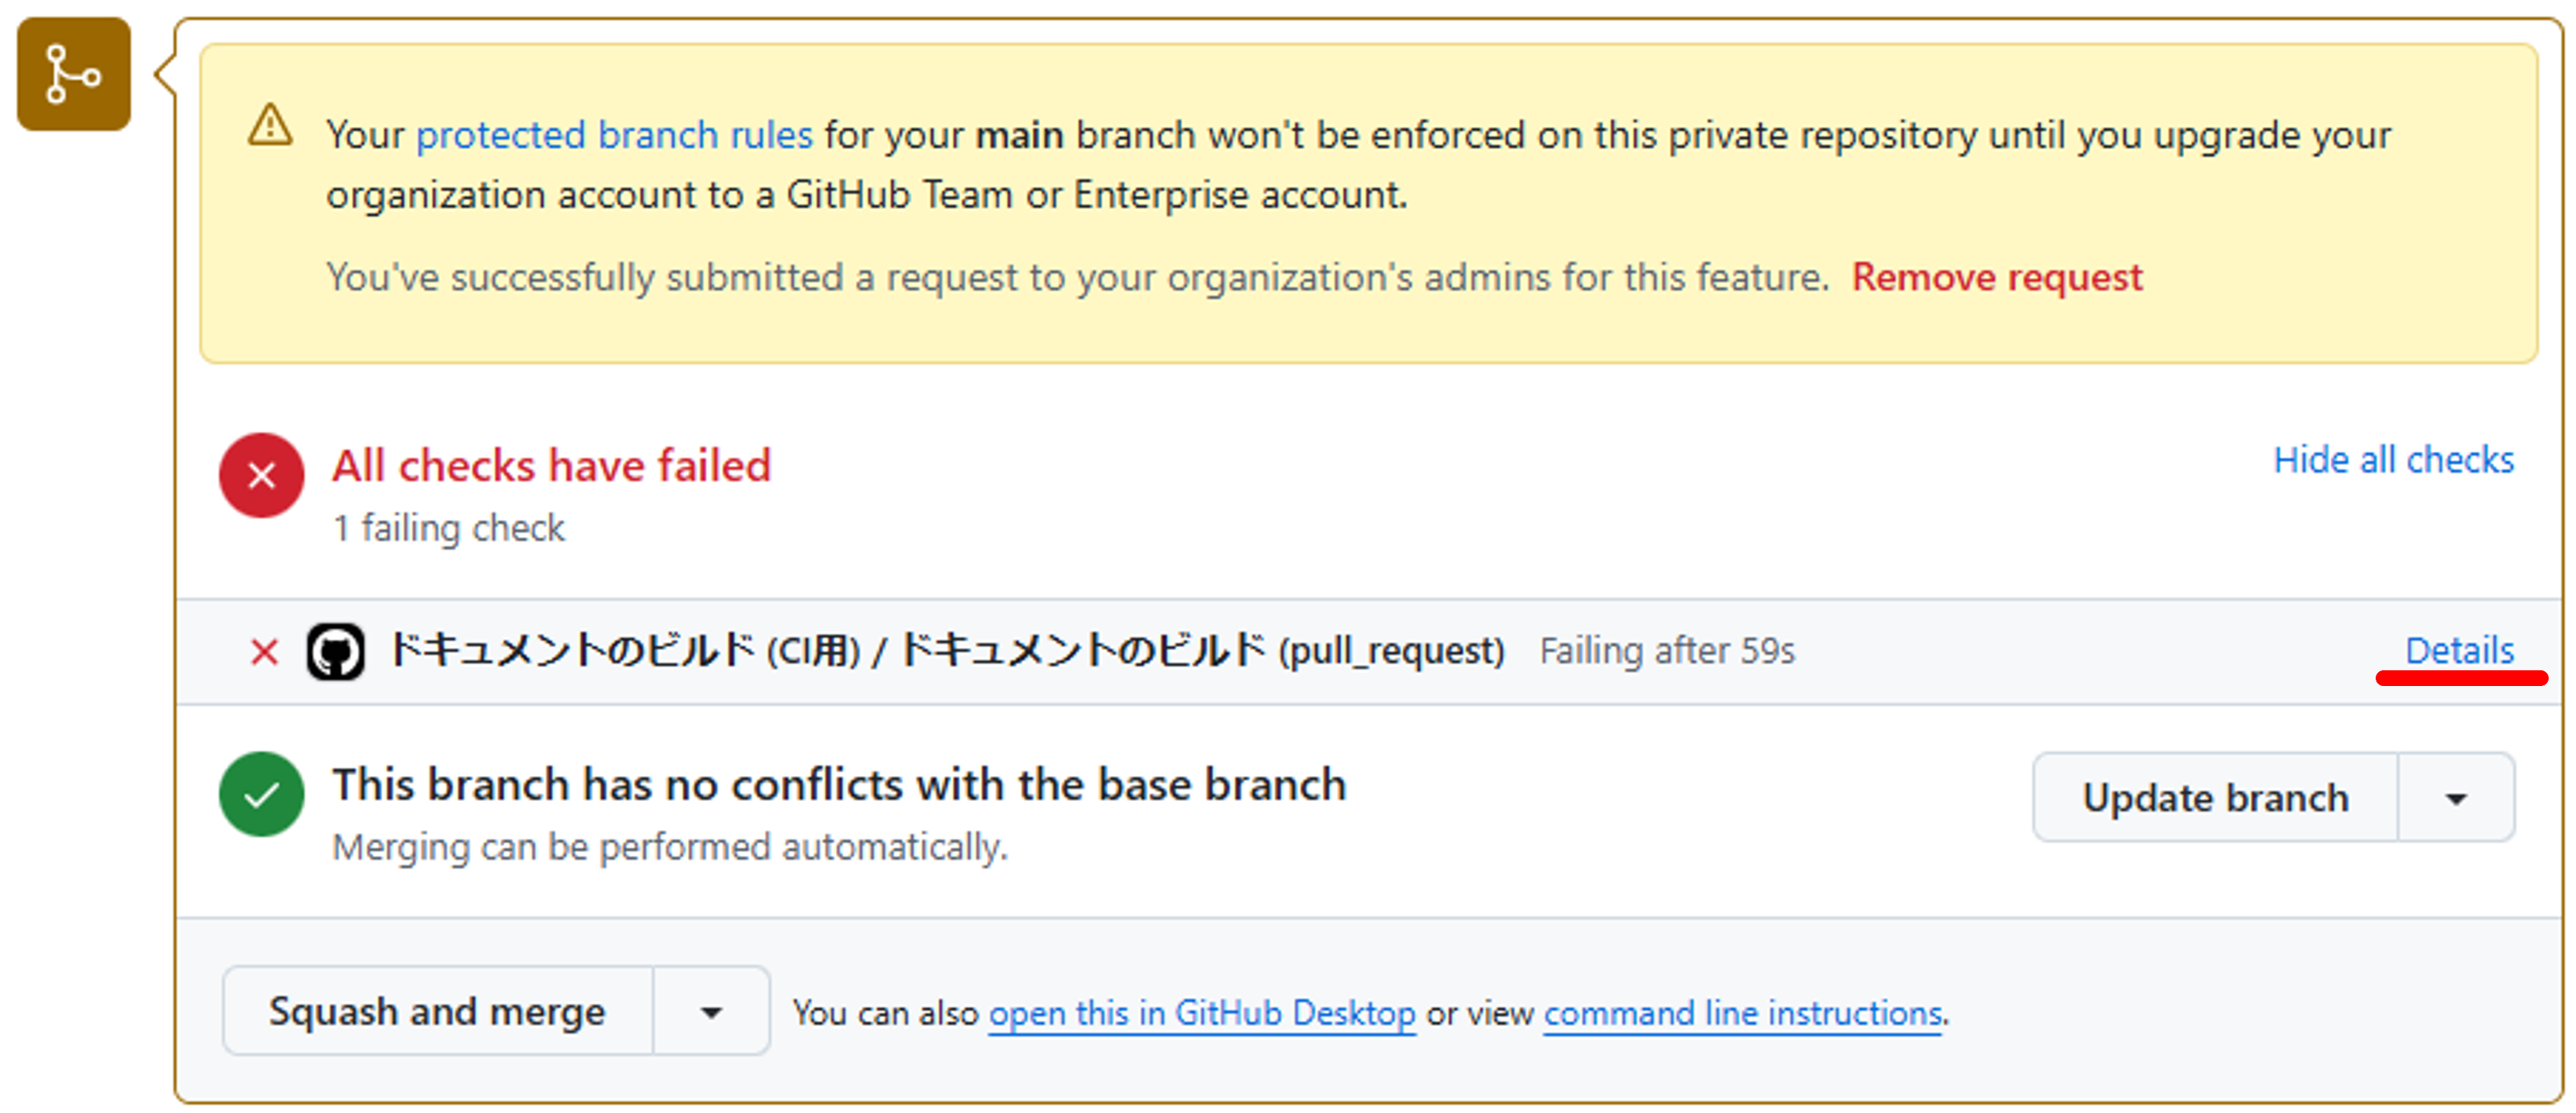 Your protected branch rules for your main branch won't be enforced on this private repository until you upgrade your
organization account to a GitHub Team or Enterprise account.
You've successfully submitted a request to your organization's admins for this feature. Remove request
All checks have failed
Hide all checks
1 failing check
ドキュメントのビルド (CI用) / ドキュメントのビルド (pull_request) Failing after 59s Details
This branch has no conflicts with the base branch
Update branch
Merging can be performed automatically.
Squash and merge
You can also open this in GitHub Desktop or view command line instructions.